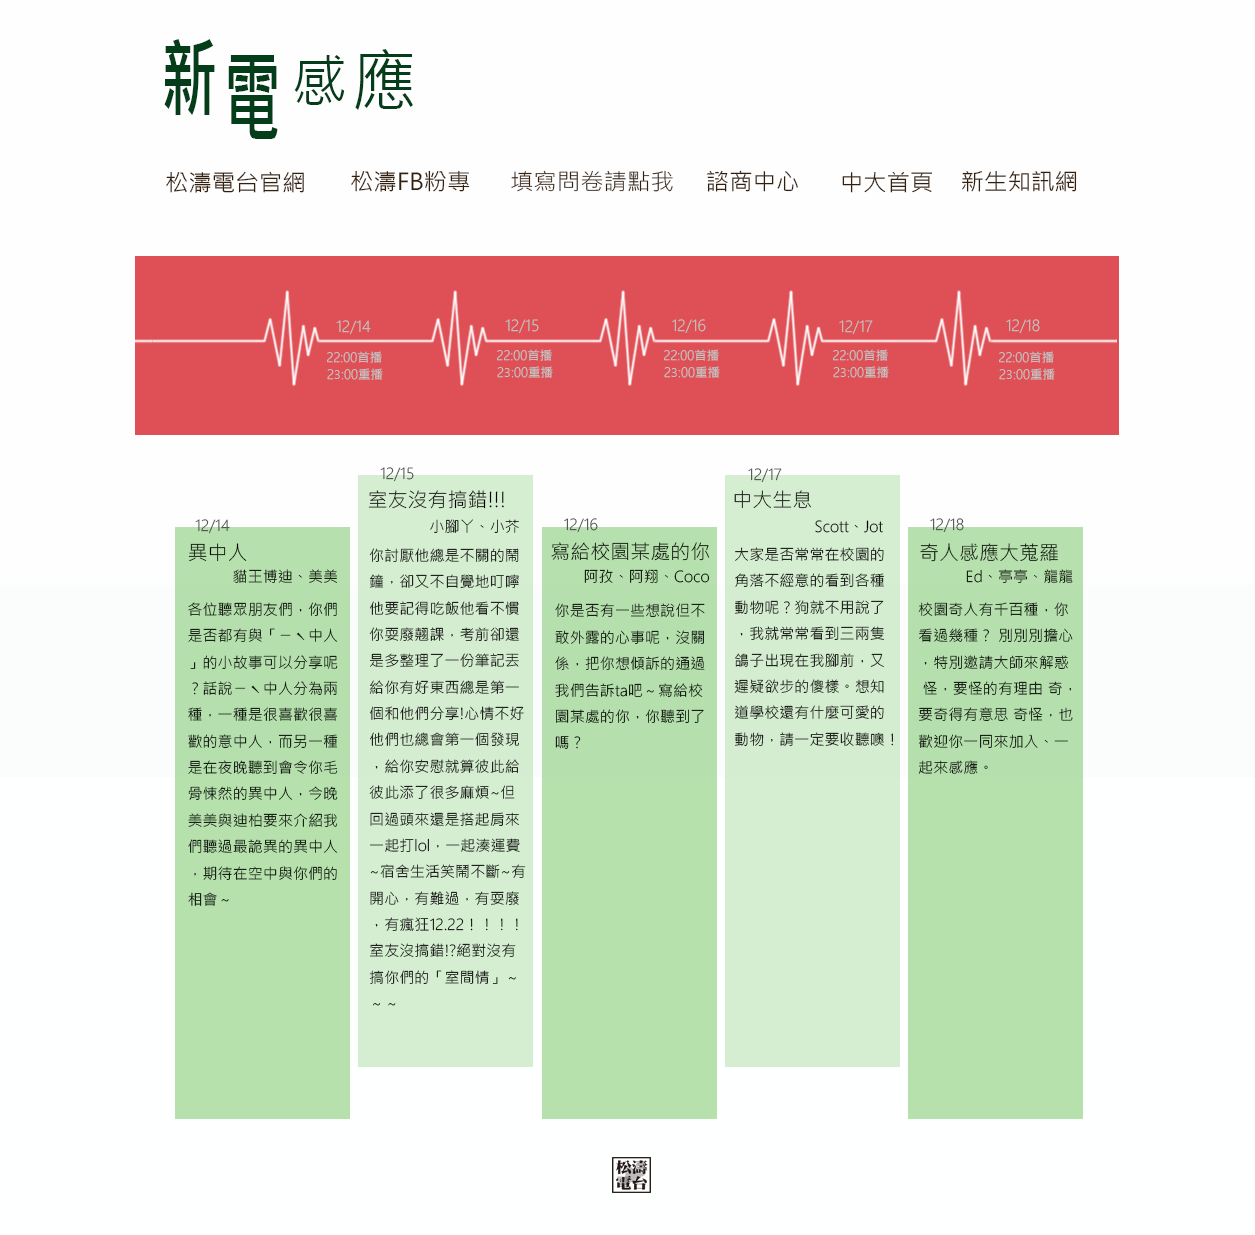 新電感應
松濤電台官網 松濤FB粉專 填寫問卷請點我 諮商中心 中大首頁 新生知訊網
12/14
22:00首播
23:00重播
12/15
22:00首播
23:00重播
12/16
22:00首播
23:00重播
12/17
22:00首播
23:00重播
12/18
22:00首播
23:00重播
12/14
異中人
貓王博迪、美美
各位聽眾朋友們，你們
是否都有與「－ヽ中人
」的小故事可以分享呢
？話說－ヽ中人分為兩
種，一種是很喜歡很喜
歡的意中人，而另一種
是在夜晚聽到會令你毛
骨悚然的異中人，今晚
美美與迪柏要來介紹我
們聽過最詭異的異中人
，期待在空中與你們的
相會～
12/15
室友沒有搞錯!!!
小腳丫、小芥
你討厭他總是不關的鬧
鐘，卻又不自覺地叮嚀
他要記得吃飯他看不慣
你耍廢翹課，考前卻還
是多整理了一份筆記丟
給你有好東西總是第一
個和他們分享!心情不好
他們也總會第一個發現
，給你安慰就算彼此給
彼此添了很多麻煩~但
回過頭來還是搭起肩來
一起打lol，一起湊運費
~宿舍生活笑鬧不斷~有
開心，有難過，有耍廢
，有瘋狂12.22！！！！
室友沒搞錯!?絕對沒有
搞你們的「室間情」～
～～
12/16
寫給校園某處的你
阿孜、阿翔、Coco
你是否有一些想說但不
敢外露的心事呢，沒關
係，把你想傾訴的通過
我們告訴ta吧～寫給校
園某處的你，你聽到了
嗎？
12/17
中大生息
Scott、Jot
大家是否常常在校園的
角落不經意的看到各種
動物呢？狗就不用說了
，我就常常看到三兩隻
鴿子出現在我腳前，又
遲疑欲步的傻樣。想知
道學校還有什麼可愛的
動物，請一定要收聽噢！
12/18
奇人感應大蒐羅
Ed、亭亭、龍龍
校園奇人有千百種，你
看過幾種？ 別別別擔心
，特別邀請大師來解惑
怪，要怪的有理由 奇，
要奇得有意思 奇怪，也
歡迎你一同來加入、一
起來感應。
松濤
電台